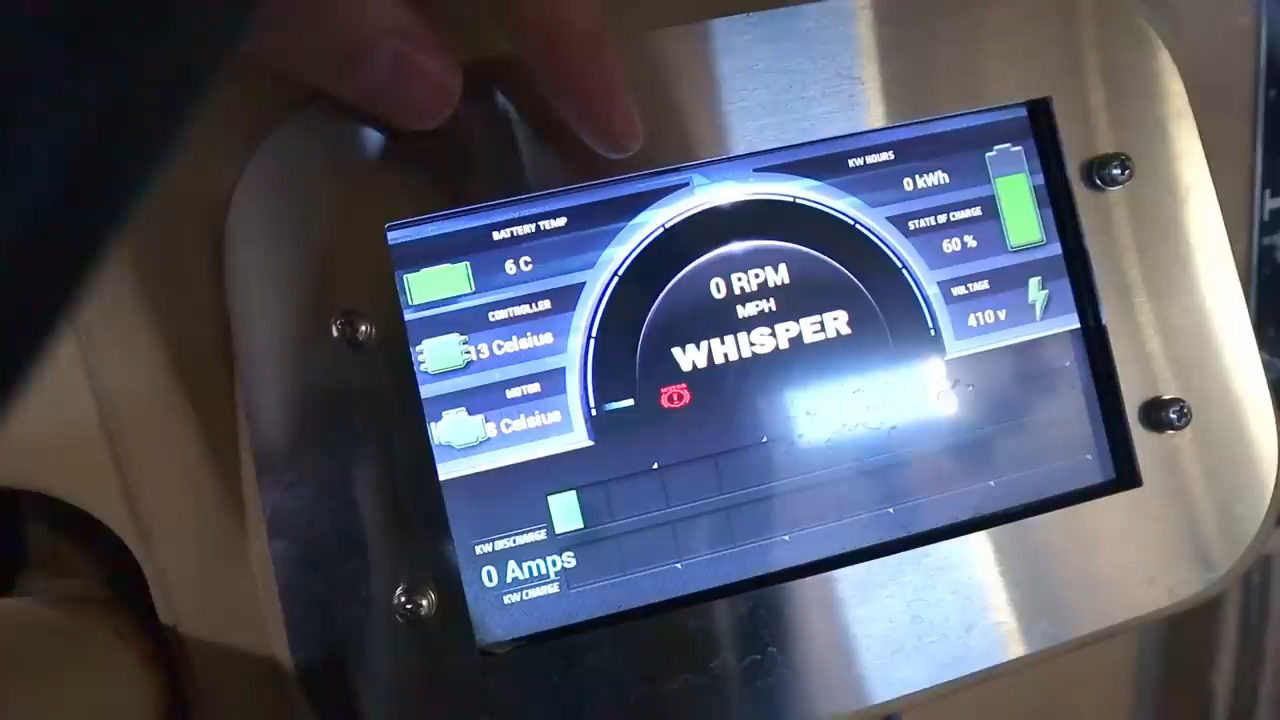 BATTERY TEMP
6 C
CONTROLLER
13 Celsius
MOTOR
Celsius
0 RPM
MPH
WHISPER
KW HOURS
0 kWh
STATE OF CHARGE
60 %
VOLTAGE
410 v
KW DISCHARGE
0 Amps
KW CHARGE